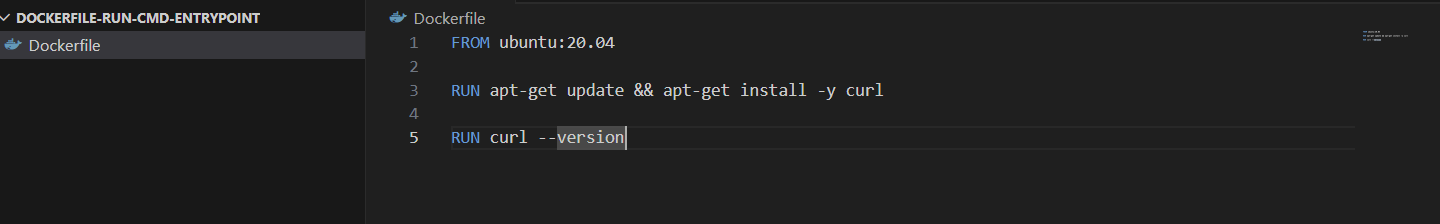 DOCKERFILE-RUN-CMD-ENTRYPOINT
Dockerfile
Dockerfile
1 FROM ubuntu:20.04
2
3 RUN apt-get update && apt-get install -y curl
4
5 RUN curl --version